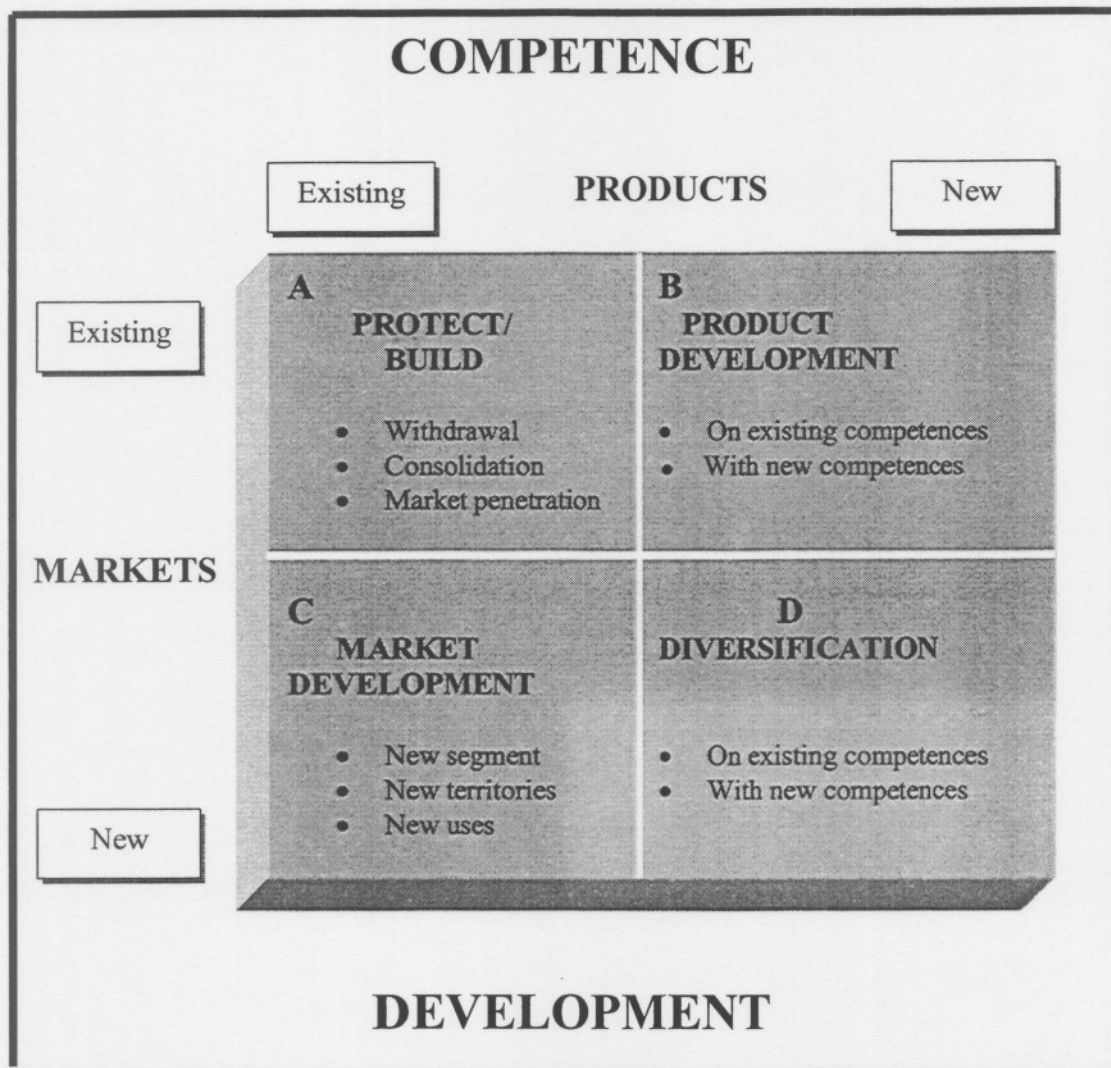 COMPETENCE
Existing
PRODUCTS
New
Existing
MARKETS
New
A
PROTECT/
BUILD
• Withdrawal
• Consolidation
• Market penetration
B
PRODUCT
DEVELOPMENT
• On existing competences
• With new competences
C
MARKET
DEVELOPMENT
• New segment
• New territories
• New uses
D
DIVERSIFICATION
• On existing competences
• With new competences
DEVELOPMENT